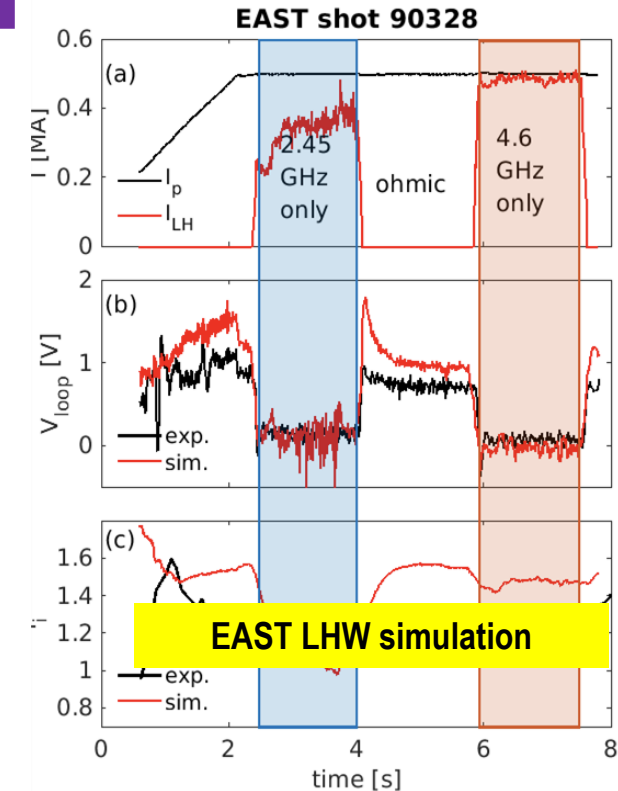 EAST shot 90328
0.6
(a)
I [MA]
0.4
0.2
0
I_p
I_LH
2.45
GHz
only
ohmic
4.6
GHz
only
2
(b)
V_loop [V]
1
0
exp.
sim.
(c)
1.6
1.4
1.2
EAST LHW simulation
1
exp.
0.8
sim.
0 2 4 6 8
time [s]